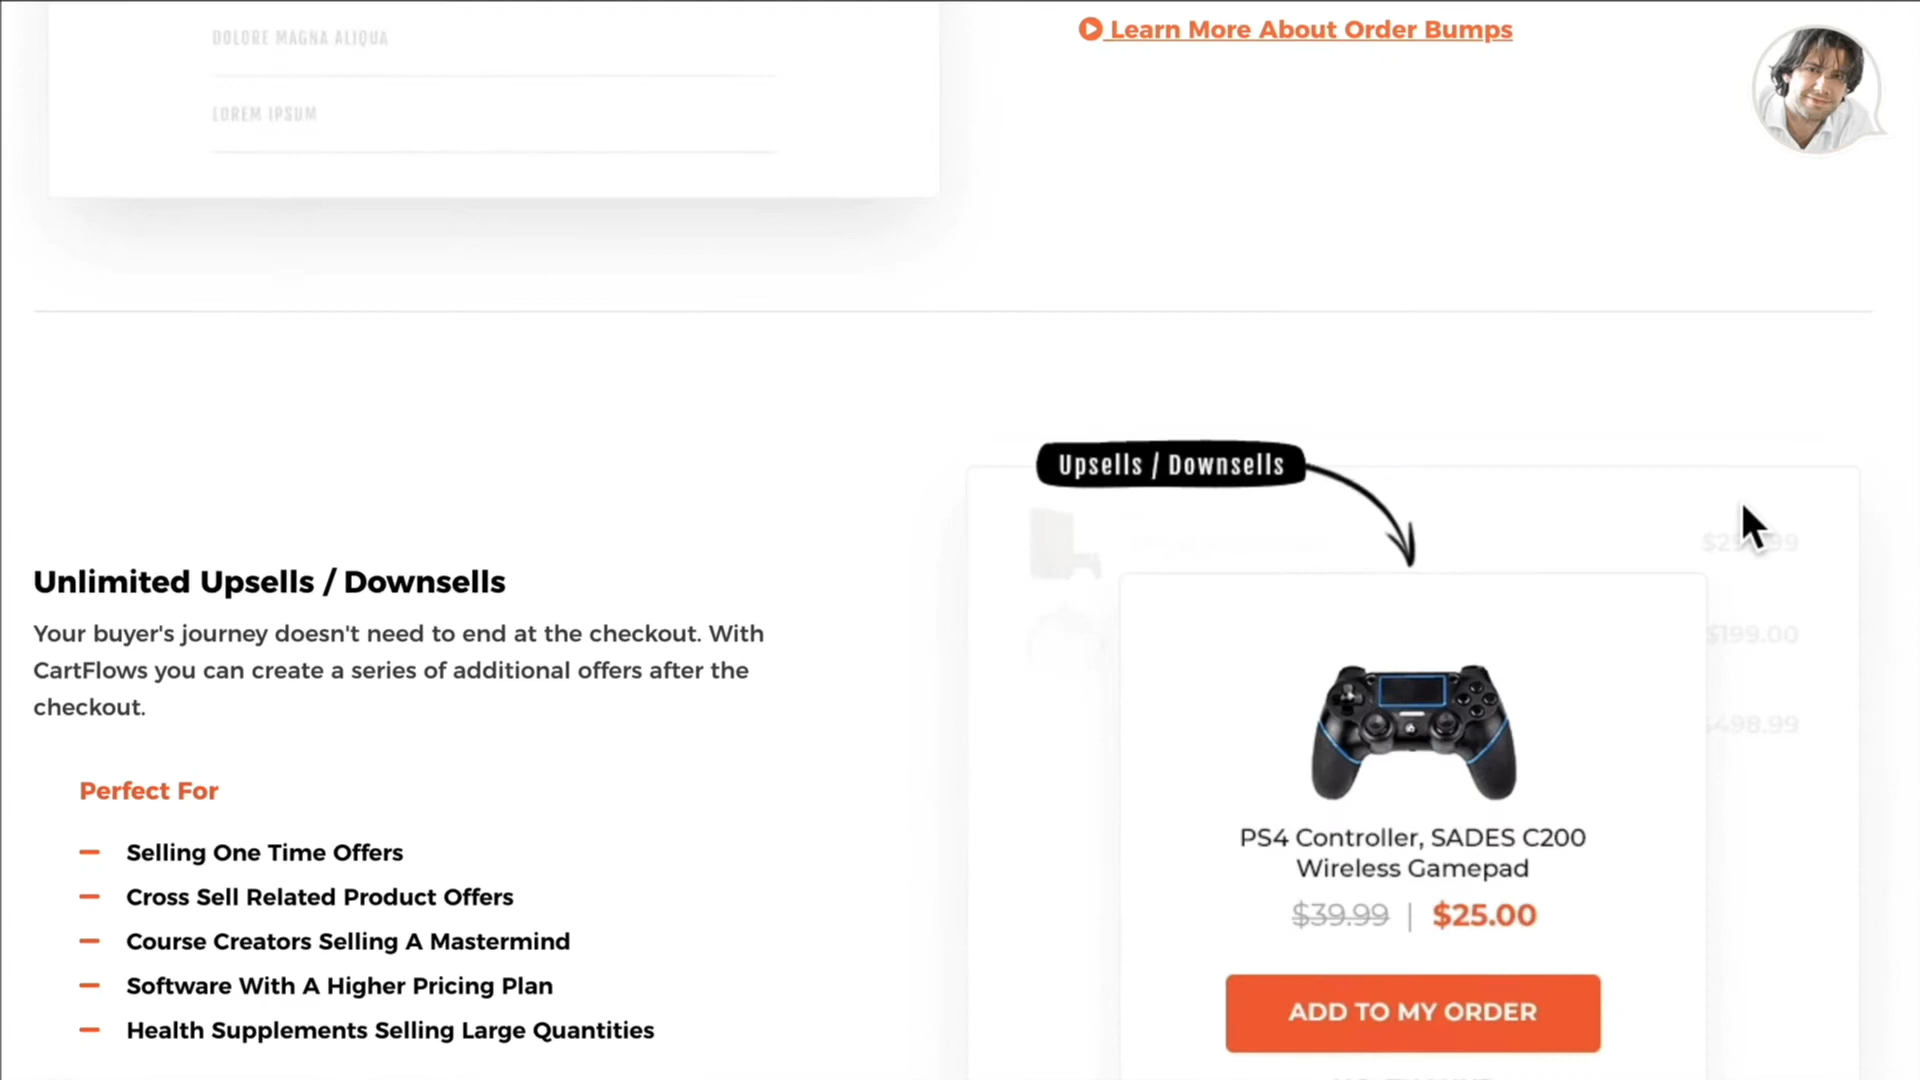 DOLORE MAGNA ALIQUA
LOREM IPSUM
Learn More About Order Bumps
Unlimited Upsells / Downsells
Your buyer's journey doesn't need to end at the checkout. With
CartFlows you can create a series of additional offers after the
checkout.
Perfect For
Selling One Time Offers
Cross Sell Related Product Offers
Course Creators Selling A Mastermind
Software With A Higher Pricing Plan
Health Supplements Selling Large Quantities
Upsells / Downsells
$199.00
$498.99
PS4 Controller, SADES C200
Wireless Gamepad
$39.99 | $25.00
ADD TO MY ORDER